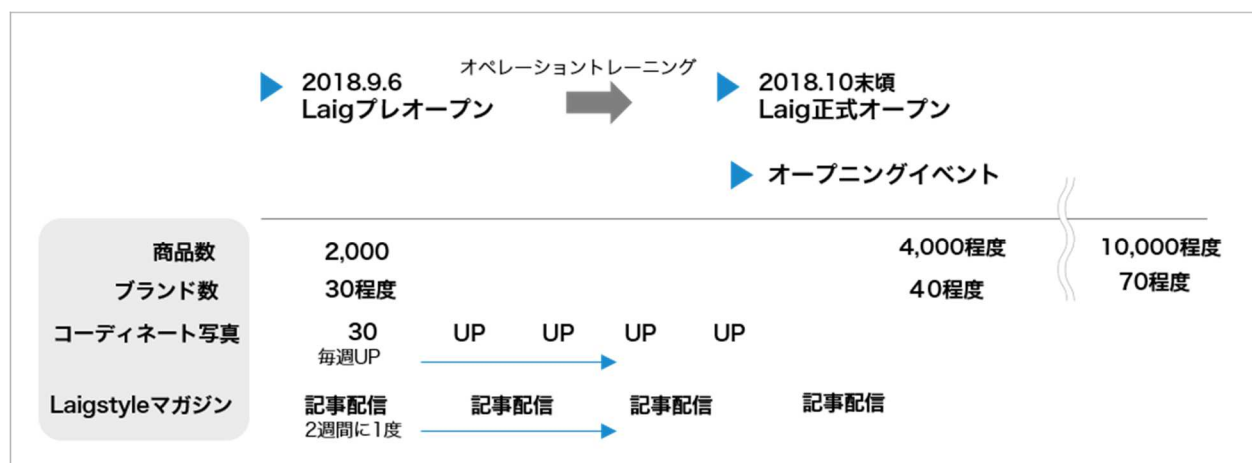 オペレーショントレーニング
2018.9.6
Laigプレオープン
2018.10末頃
Laig正式オープン
オープニングイベント
商品数 2,000 4,000程度 10,000程度
ブランド数 30程度 40程度 70程度
コーディネート写真 30 UP UP UP UP
毎週UP
Laigstyleマガジン 記事配信 記事配信 記事配信 記事配信
2週間に1度